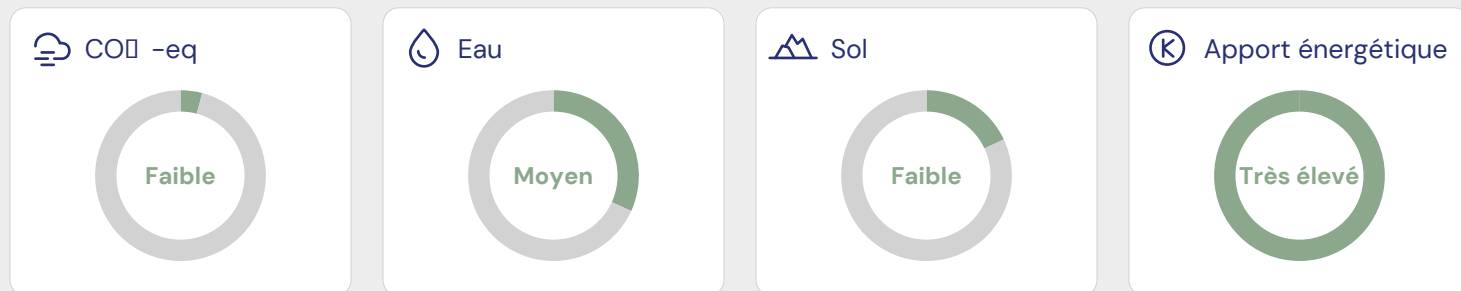 CO▯ -eq
Eau
Sol
Apport énergétique
Faible
Moyen
Faible
Très élevé